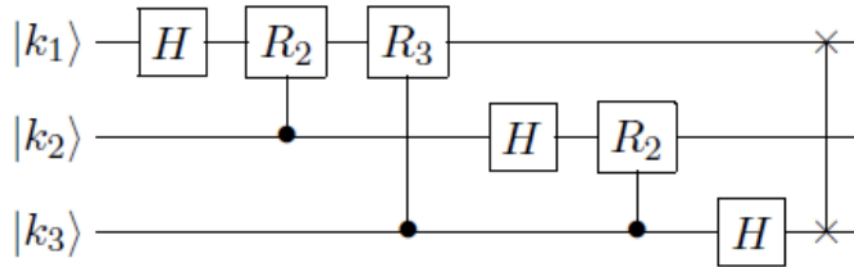 |k₁⟩ H R₂ R₃
|k₂⟩ H R₂
|k₃⟩ H